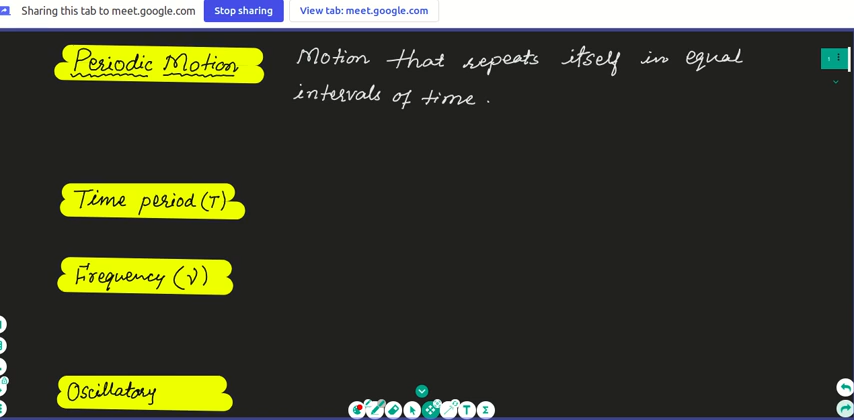 Sharing this tab to meet.google.com Stop sharing View tab: meet.google.com
Periodic Motion Motion that repeats itself in equal
intervals of time.
1
Time period (T)
Frequency (ν)
Oscillatory
T Σ